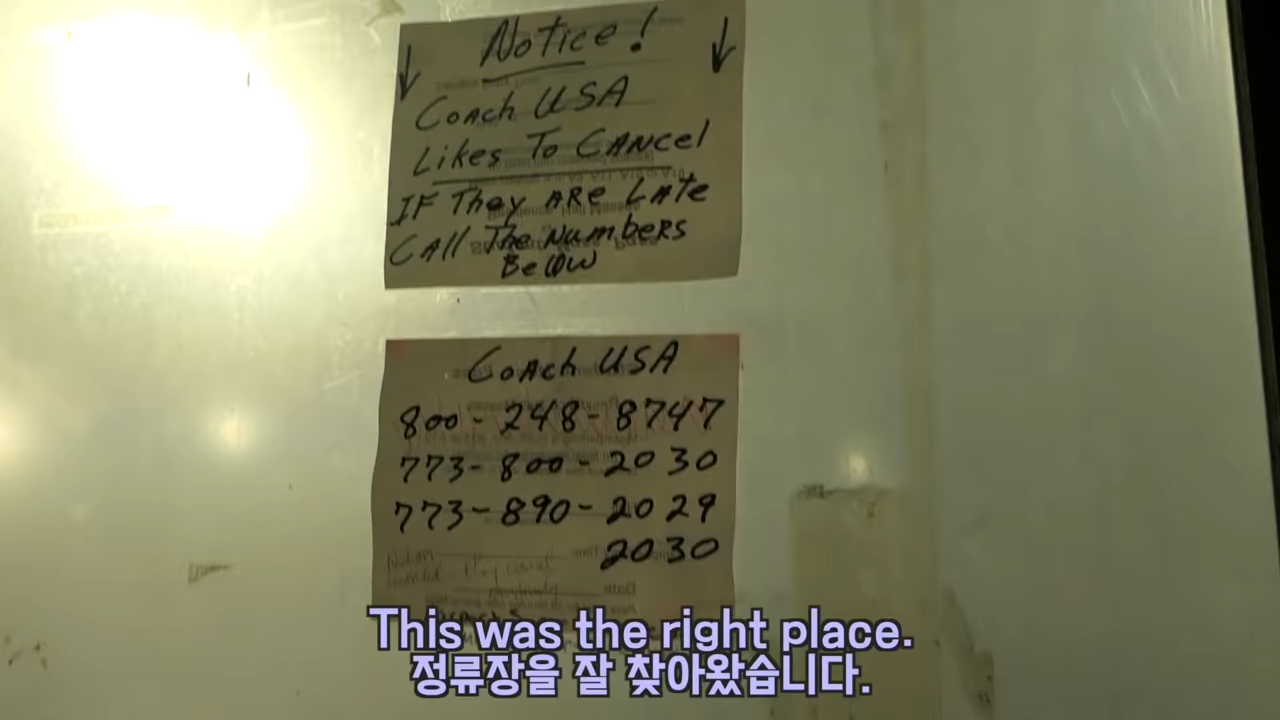 Notice!
Coach USA
Likes To Cancel
IF They ARe LAte
CAll The NumbeRs
BelOW
Coach USA
800-248-8747
773-800-2030
773-890-2029
2030
This was the right place.
정류장을 잘 찾아왔습니다.